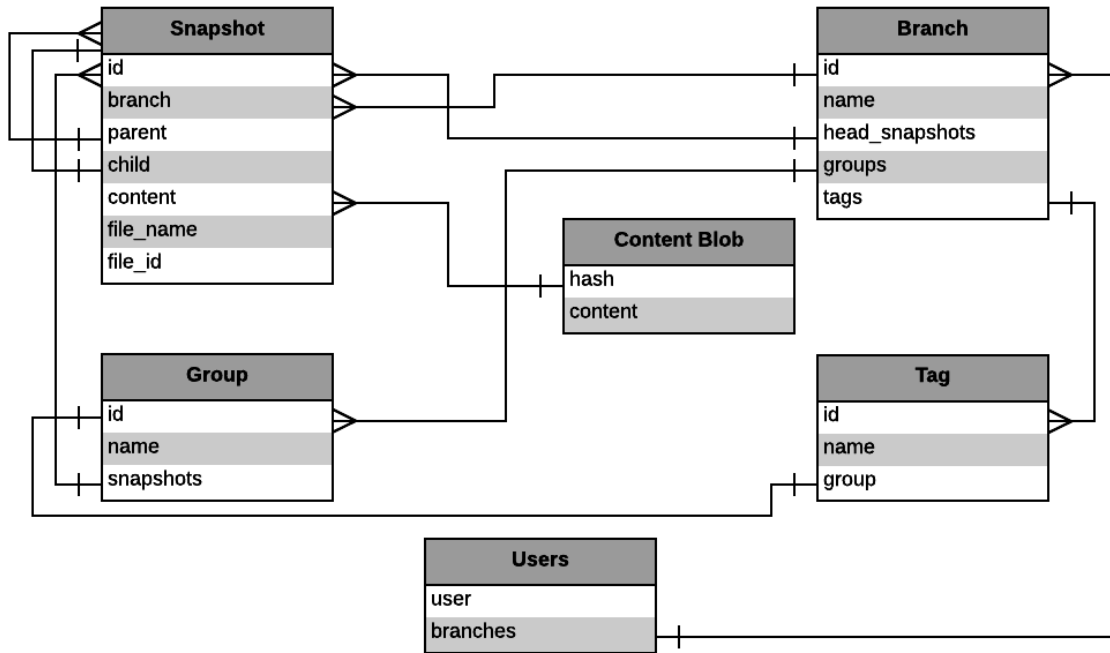 Snapshot
id
branch
parent
child
content
file_name
file_id
Branch
id
name
head_snapshots
groups
tags
Content Blob
hash
content
Group
id
name
snapshots
Tag
id
name
group
Users
user
branches